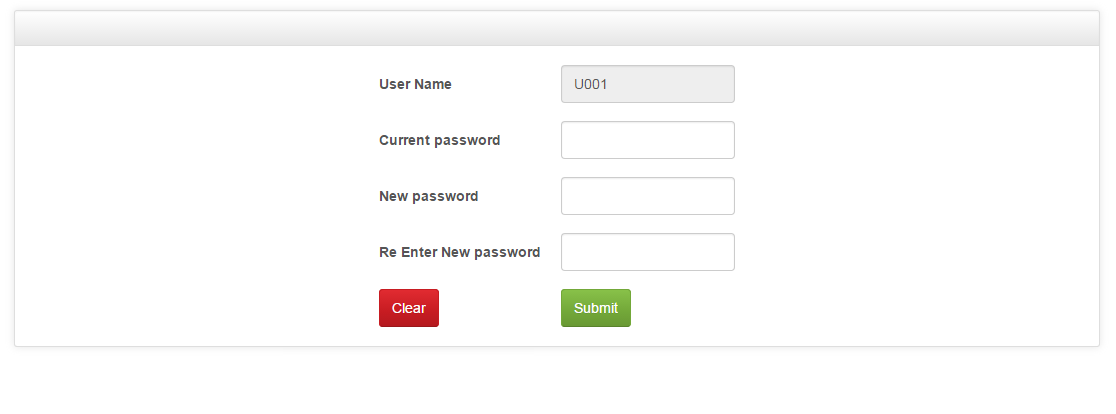 User Name U001
Current password
New password
Re Enter New password
Clear Submit